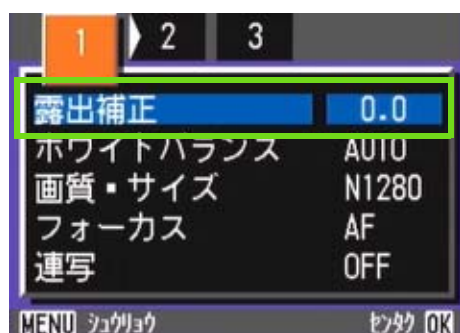 1 2 3
露出補正 0.0
ホワイトバランス AUTO
画質・サイズ N1280
フォーカス AF
連写 OFF
MENU ｼｭｳﾘｮｳ ｾﾝﾀｸ OK